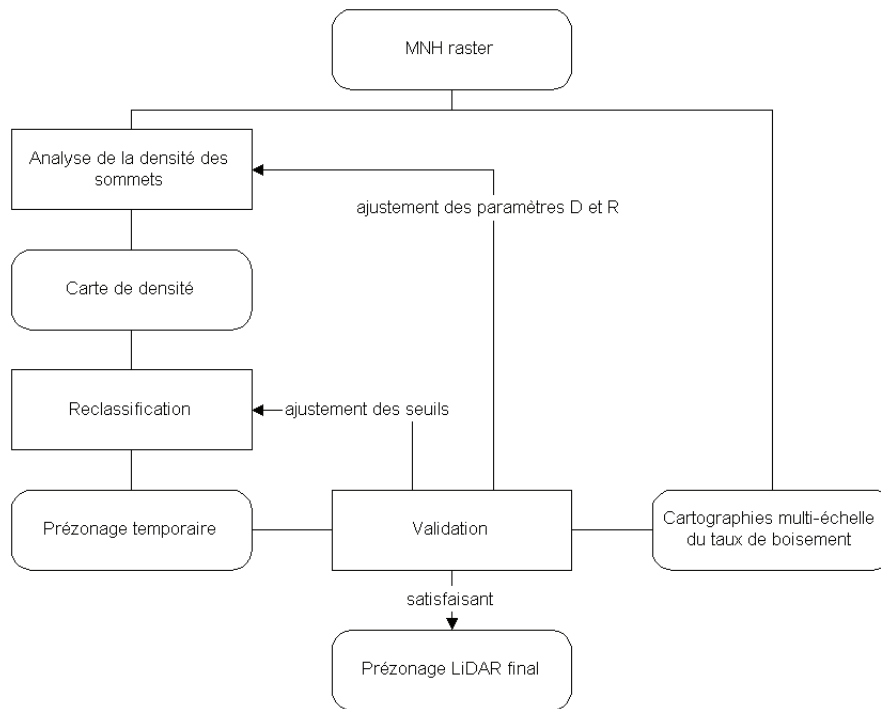 MNH raster
Analyse de la densité des
sommets
ajustement des paramètres D et R
Carte de densité
Reclassification
ajustement des seuils
Prézonage temporaire
Validation
Cartographies multi-échelle
du taux de boisement
satisfaisant
Prézonage LiDAR final